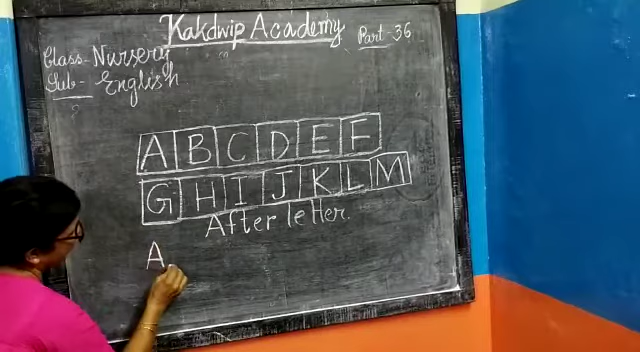 Kakdwip Academy Part-36
Class- Nursery
Sub- English
A B C D E F
G H I J K L M
After letter.
A